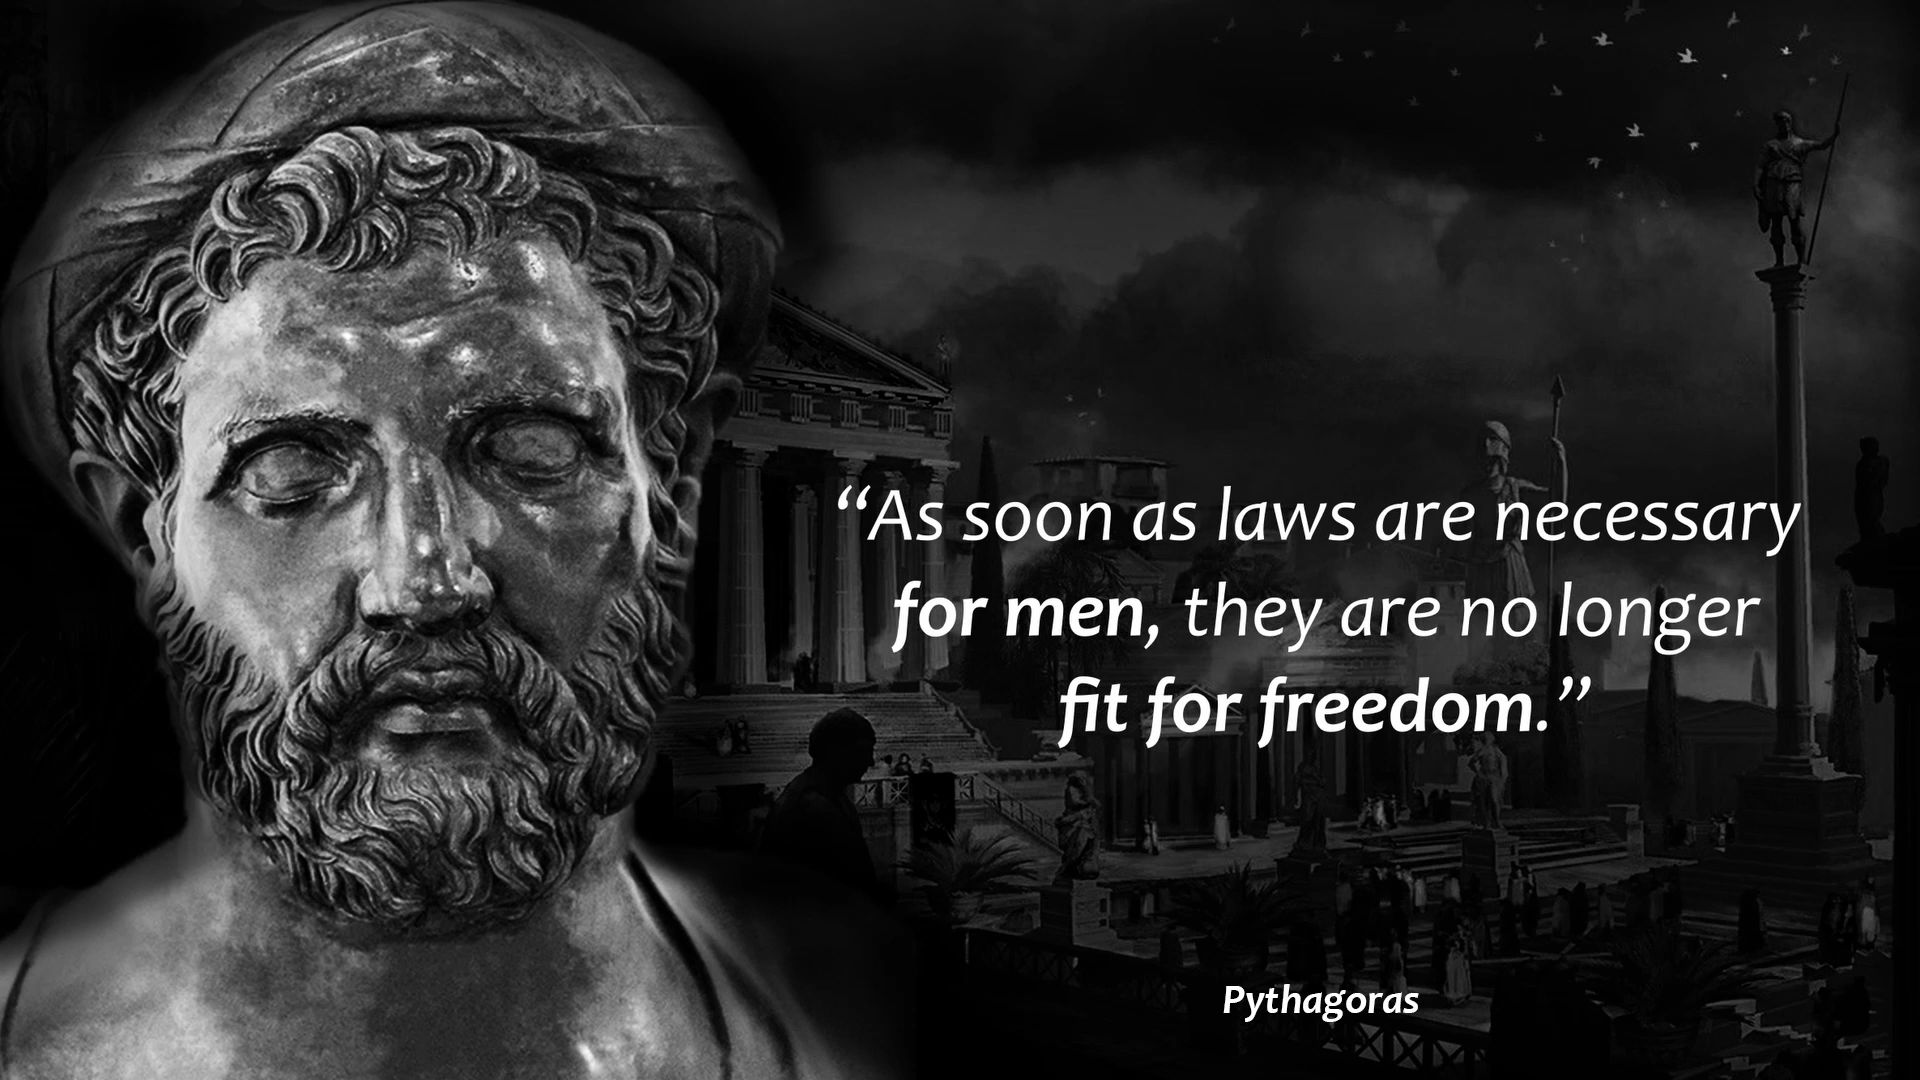 “As soon as laws are necessary
for men, they are no longer
fit for freedom.”
Pythagoras